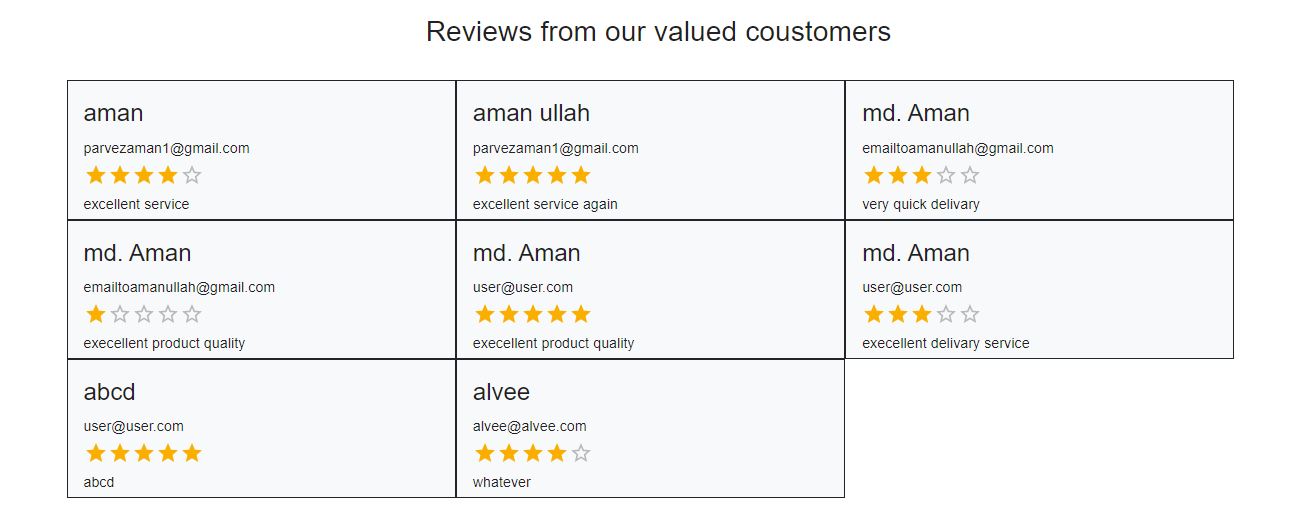 Reviews from our valued coustomers
aman
parvezaman1@gmail.com
excellent service
aman ullah
parvezaman1@gmail.com
excellent service again
md. Aman
emailtoamanullah@gmail.com
very quick delivary
md. Aman
emailtoamanullah@gmail.com
execellent product quality
md. Aman
user@user.com
execellent product quality
md. Aman
user@user.com
execellent delivary service
abcd
user@user.com
abcd
alvee
alvee@alvee.com
whatever